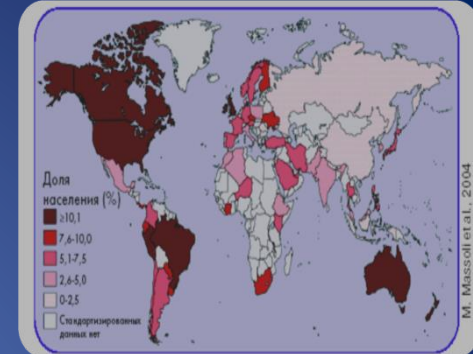 Доля
населения (%)
≥10,1
7,6-10,0
5,1-7,5
2,6-5,0
0-2,5
Стандартизированных
данных нет
M. Massoli et al., 2004